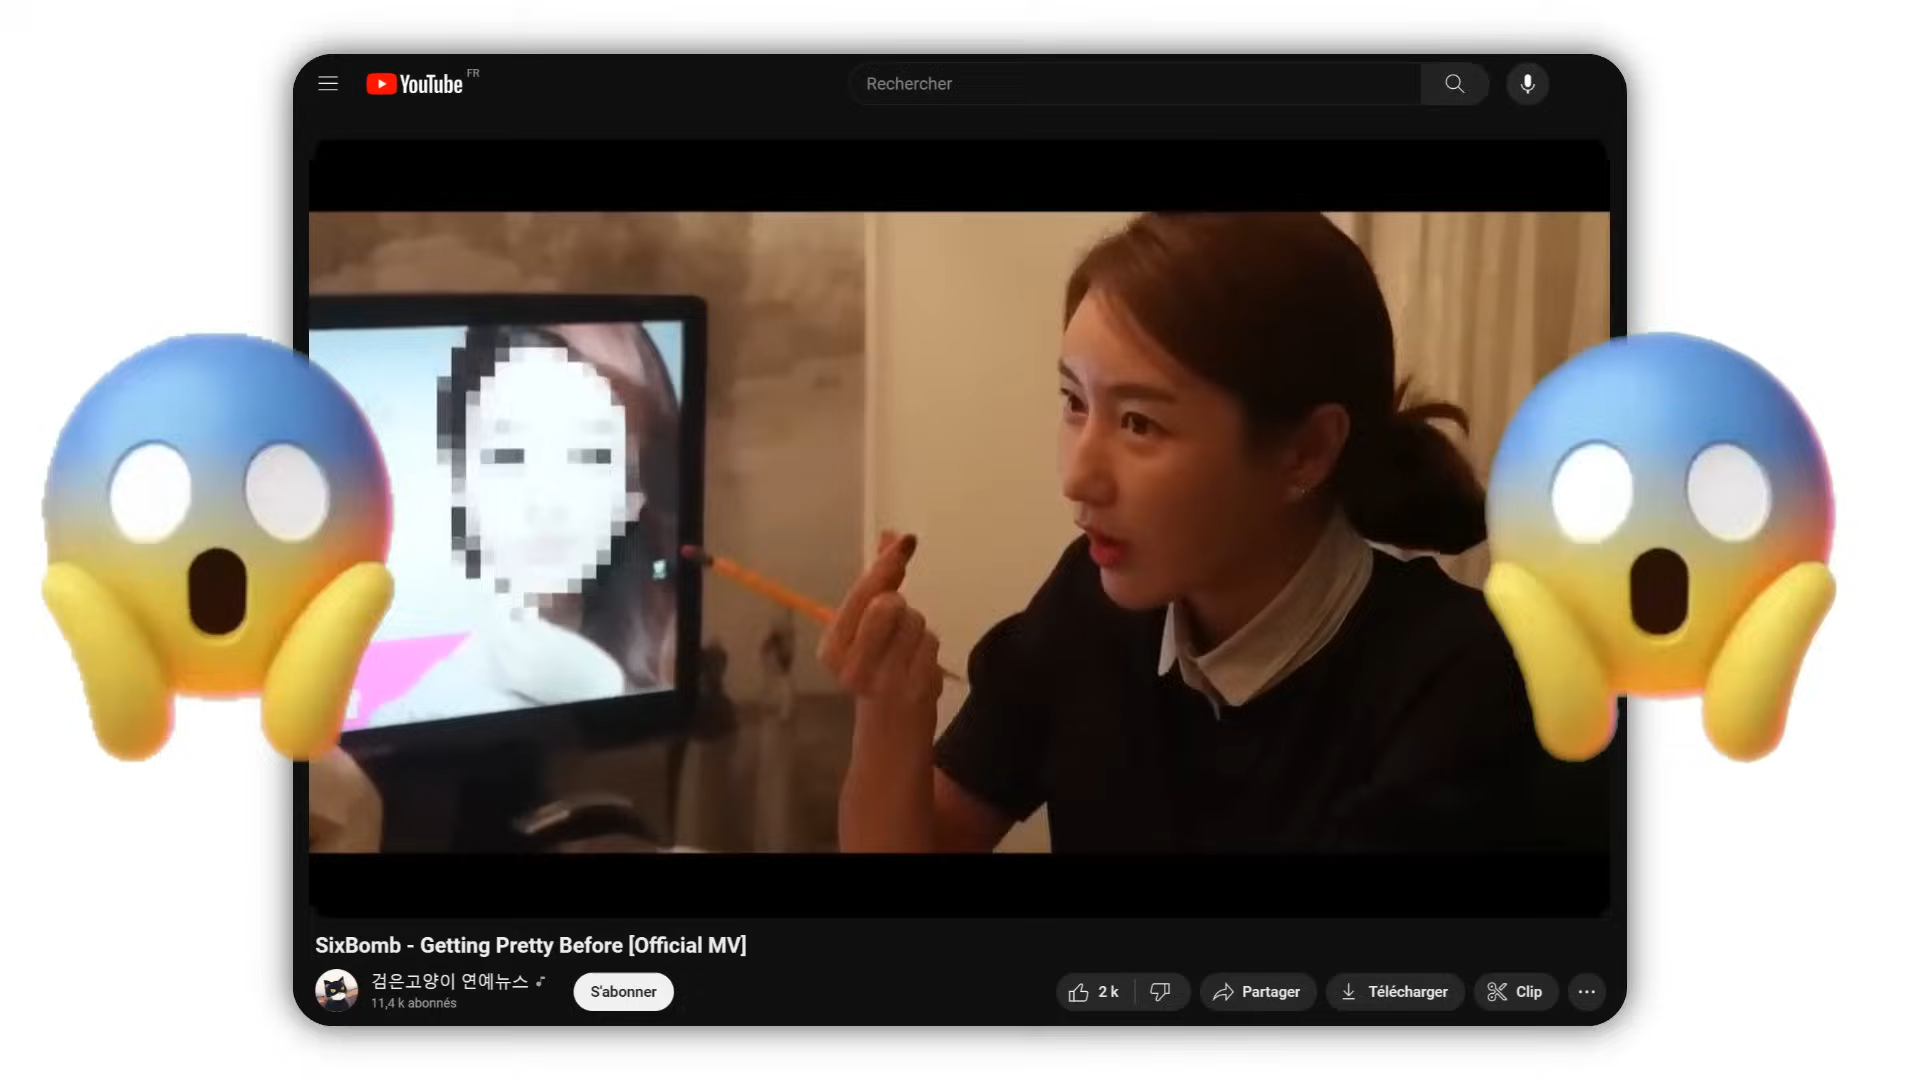 YouTube FR
Rechercher
SixBomb - Getting Pretty Before [Official MV]
검은고양이 연예뉴스
11,4 k abonnés
S'abonner
2 k
Partager
Télécharger
Clip